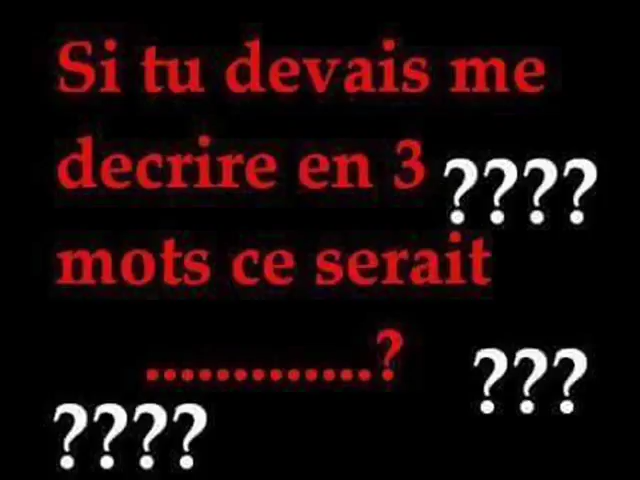 Si tu devais me
decrire en 3 ????
mots ce serait
.............? ???
????